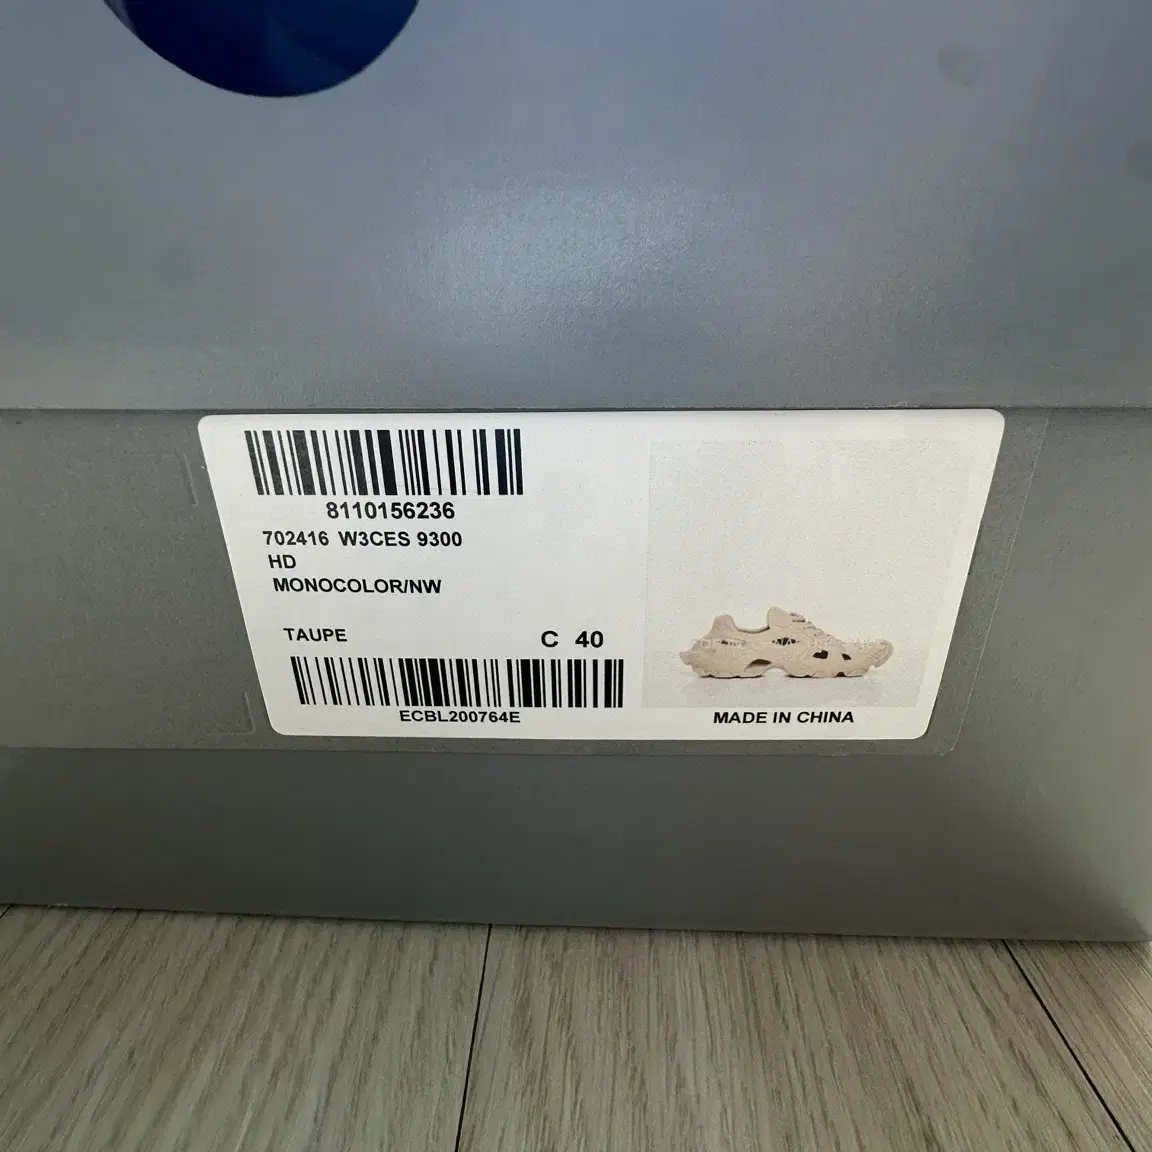 8110156236
702416 W3CES 9300
HD
MONOCOLOR/NW
TAUPE
C 40
ECBL200764E
MADE IN CHINA